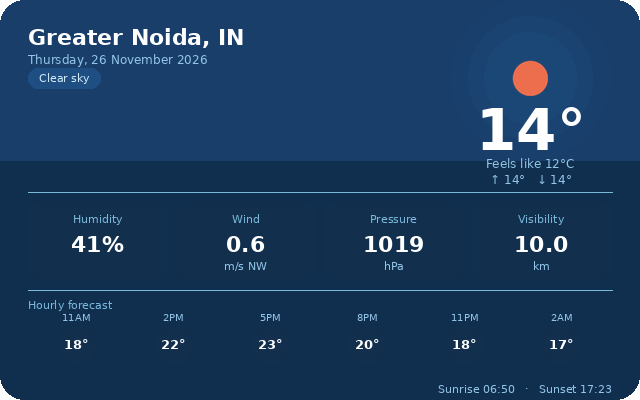 Greater Noida, IN
Thursday, 26 November 2026
Clear sky
14°
Feels like 12°C
↑ 14° ↓ 14°
Humidity Wind Pressure Visibility
41% 0.6 1019 10.0
m/s NW hPa km
Hourly forecast
11AM 2PM 5PM 8PM 11PM 2AM
18° 22° 23° 20° 18° 17°
Sunrise 06:50 · Sunset 17:23